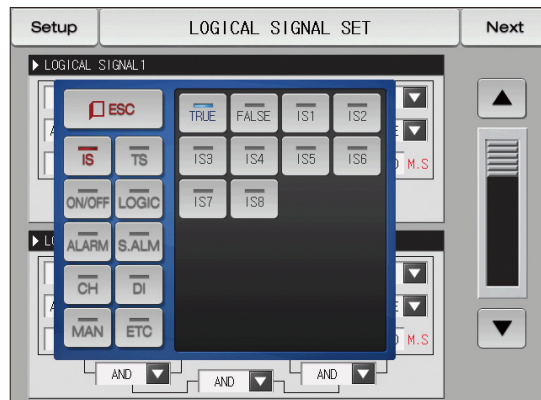 Setup
LOGICAL SIGNAL SET
Next
LOGICAL SIGNAL1
ESC
TRUE
FALSE
IS1
IS2
IS
TS
IS3
IS4
IS5
IS6
M.S
ON/OFF
LOGIC
IS7
IS8
ALARM
S.ALM
CH
DI
MAN
ETC
M.S
AND
AND
AND